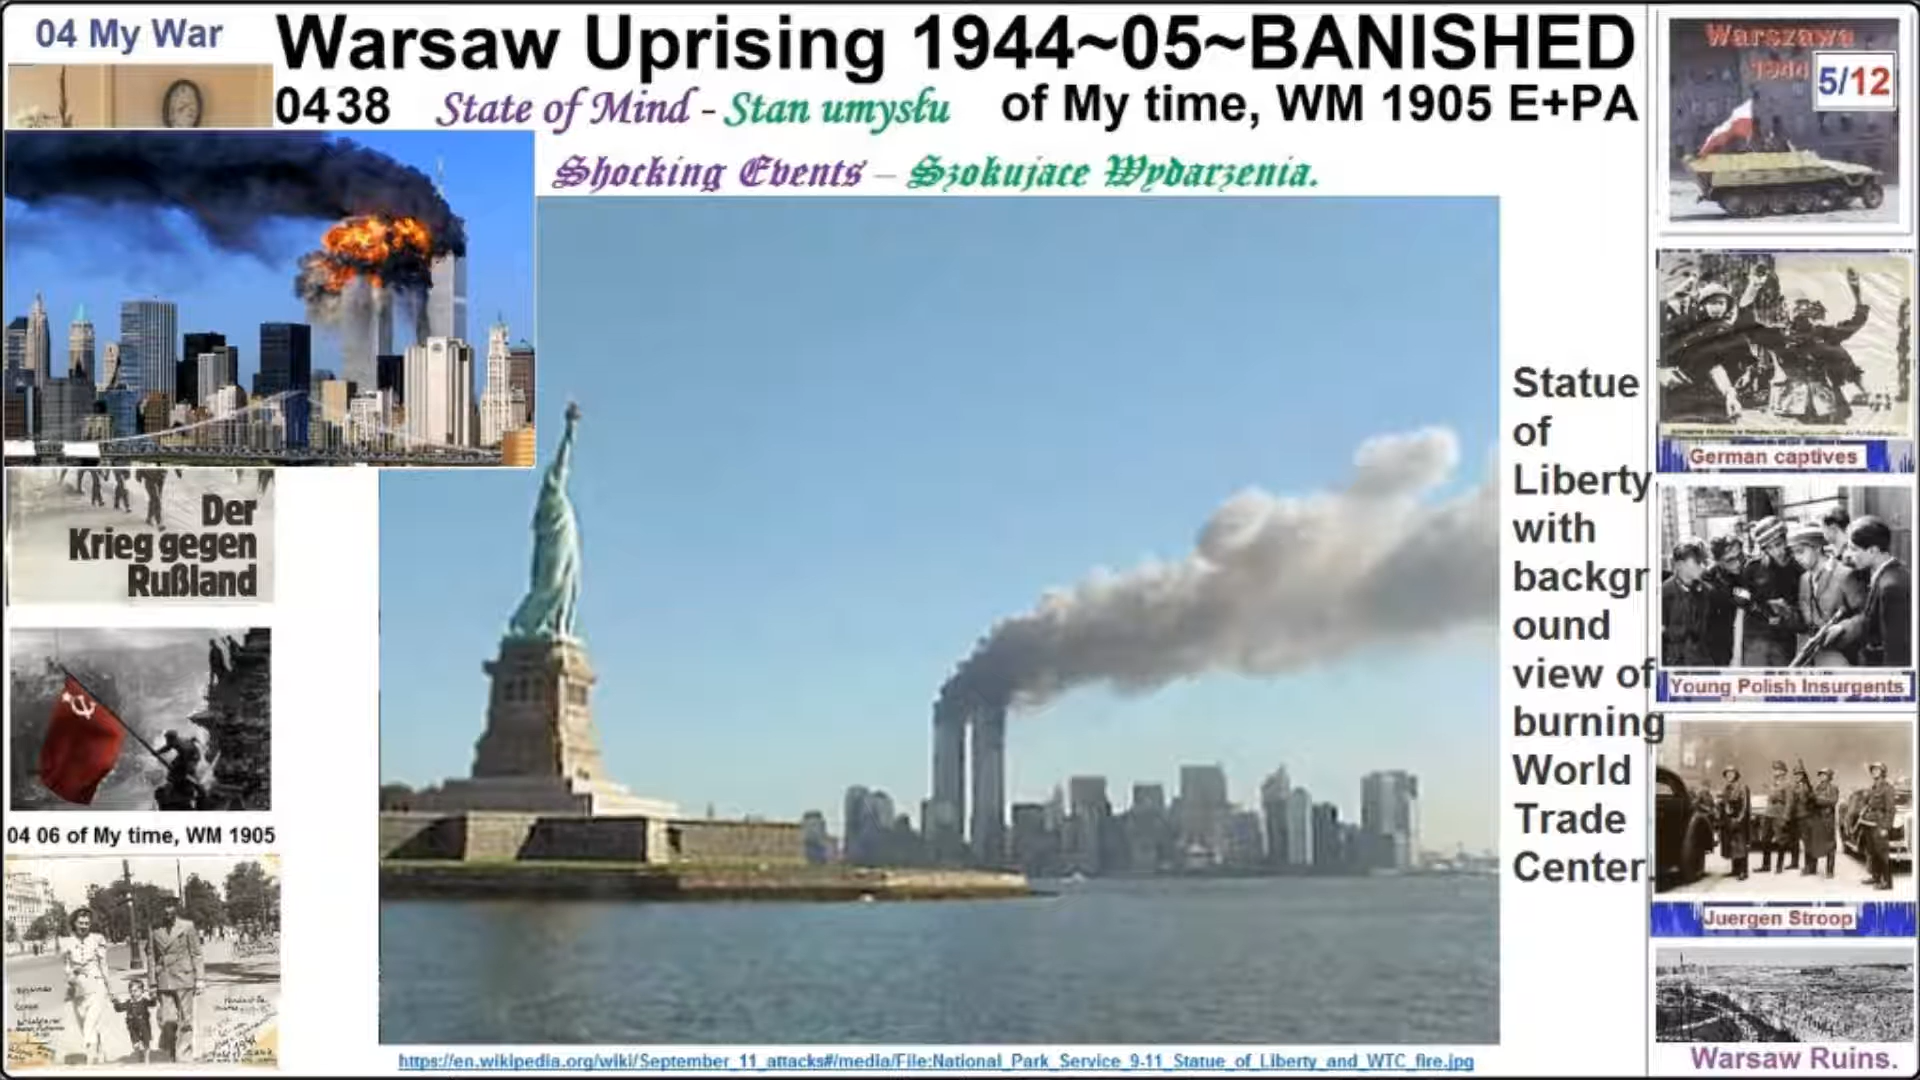 04 My War
Warsaw Uprising 1944~05~BANISHED
04 38
State of Mind - Stan umysłu
of My time, WM 1905 E+PA
Shocking Events – Szokujace Wydarzenia.
Der
Krieg gegen
Rußland
04 06 of My time, WM 1905
Statue
of
Liberty
with
backgr
ound
view of
burning
World
Trade
Center.
https://en.wikipedia.org/wiki/September_11_attacks#/media/File:National_Park_Service_9-11_Statue_of_Liberty_and_WTC_fire.jpg
Warszawa
1944
5/12
German captives
Young Polish Insurgents
Juergen Stroop
Warsaw Ruins.